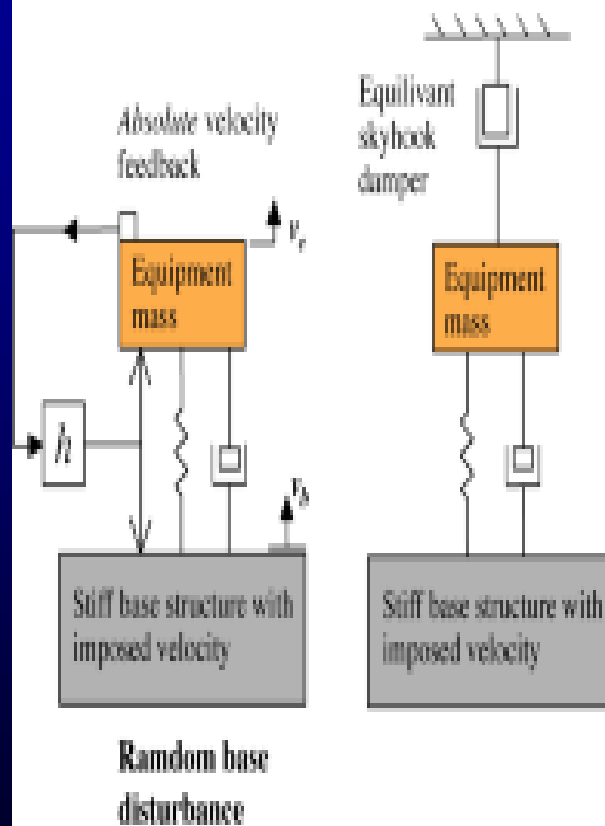 Absolute velocity
feedback
Equilivant
skyhook
damper
Equipment
mass
Equipment
mass
h
Stiff base structure with
imposed velocity
Stiff base structure with
imposed velocity
Ramdom base
disturbance